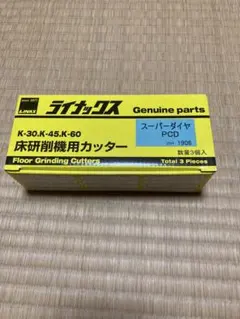 LINAX
ライナックス
Genuine parts
K-30.K-45.K-60
床研削機用カッター
Floor Grinding Cutters
スーパーダイヤ
PCD
1906
数量3個入
Total 3 Pieces